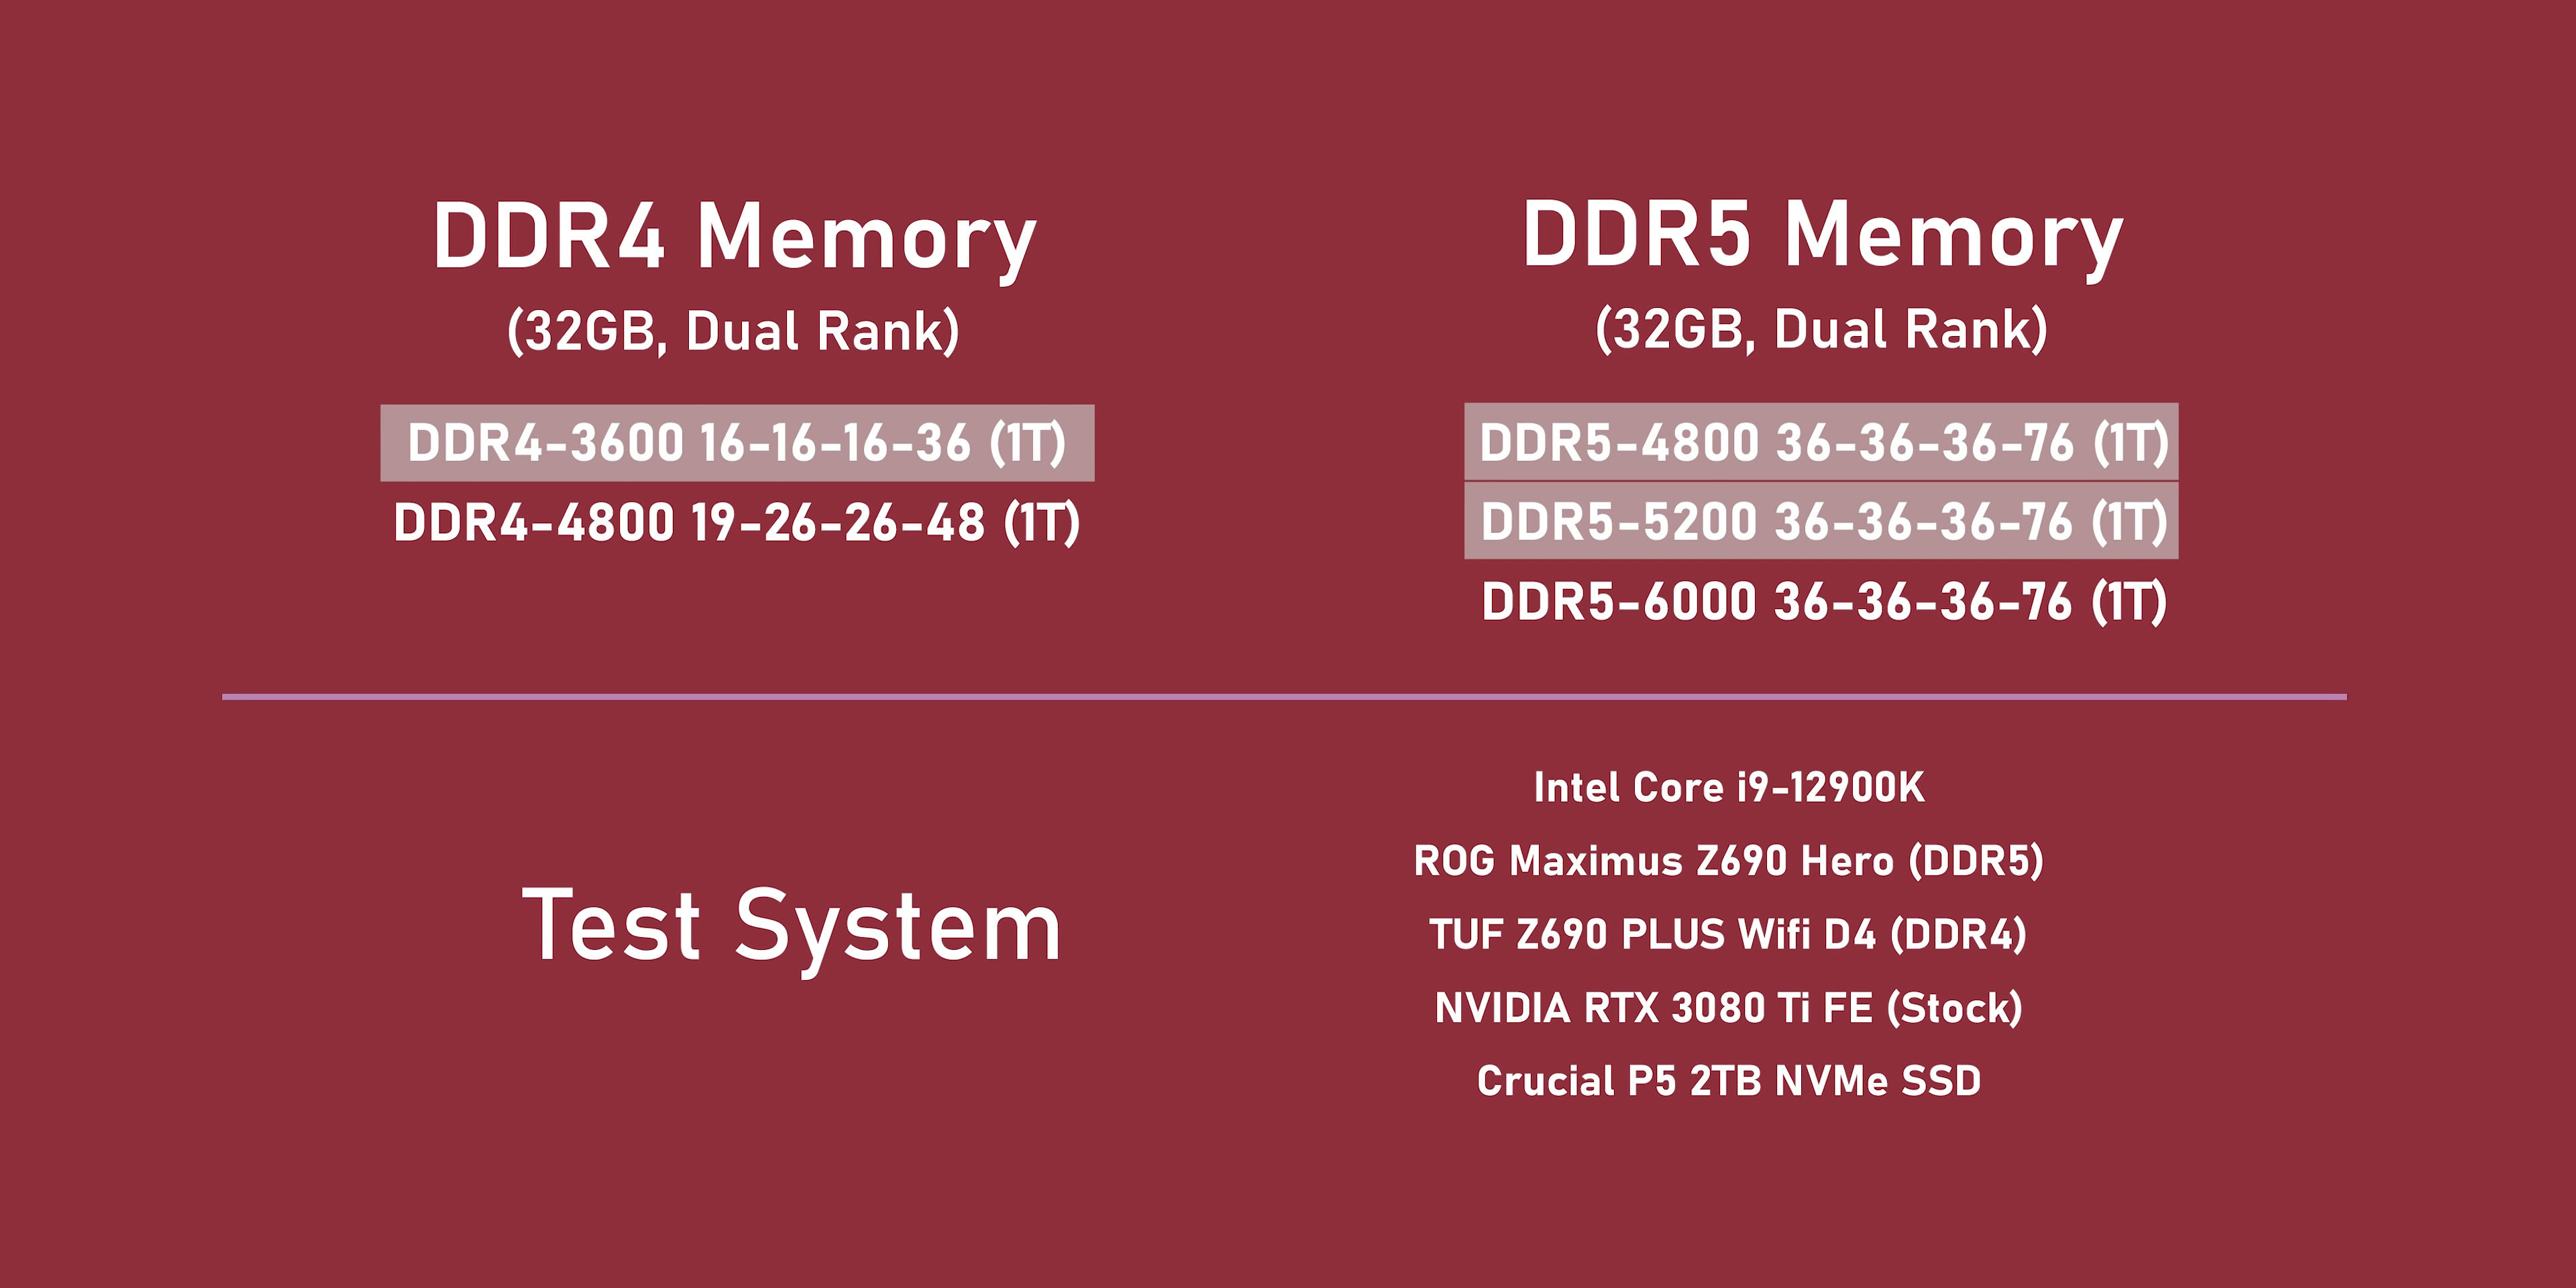 DDR4 Memory
(32GB, Dual Rank)
DDR4-3600 16-16-16-36 (1T)
DDR4-4800 19-26-26-48 (1T)
DDR5 Memory
(32GB, Dual Rank)
DDR5-4800 36-36-36-76 (1T)
DDR5-5200 36-36-36-76 (1T)
DDR5-6000 36-36-36-76 (1T)
Test System
Intel Core i9-12900K
ROG Maximus Z690 Hero (DDR5)
TUF Z690 PLUS Wifi D4 (DDR4)
NVIDIA RTX 3080 Ti FE (Stock)
Crucial P5 2TB NVMe SSD